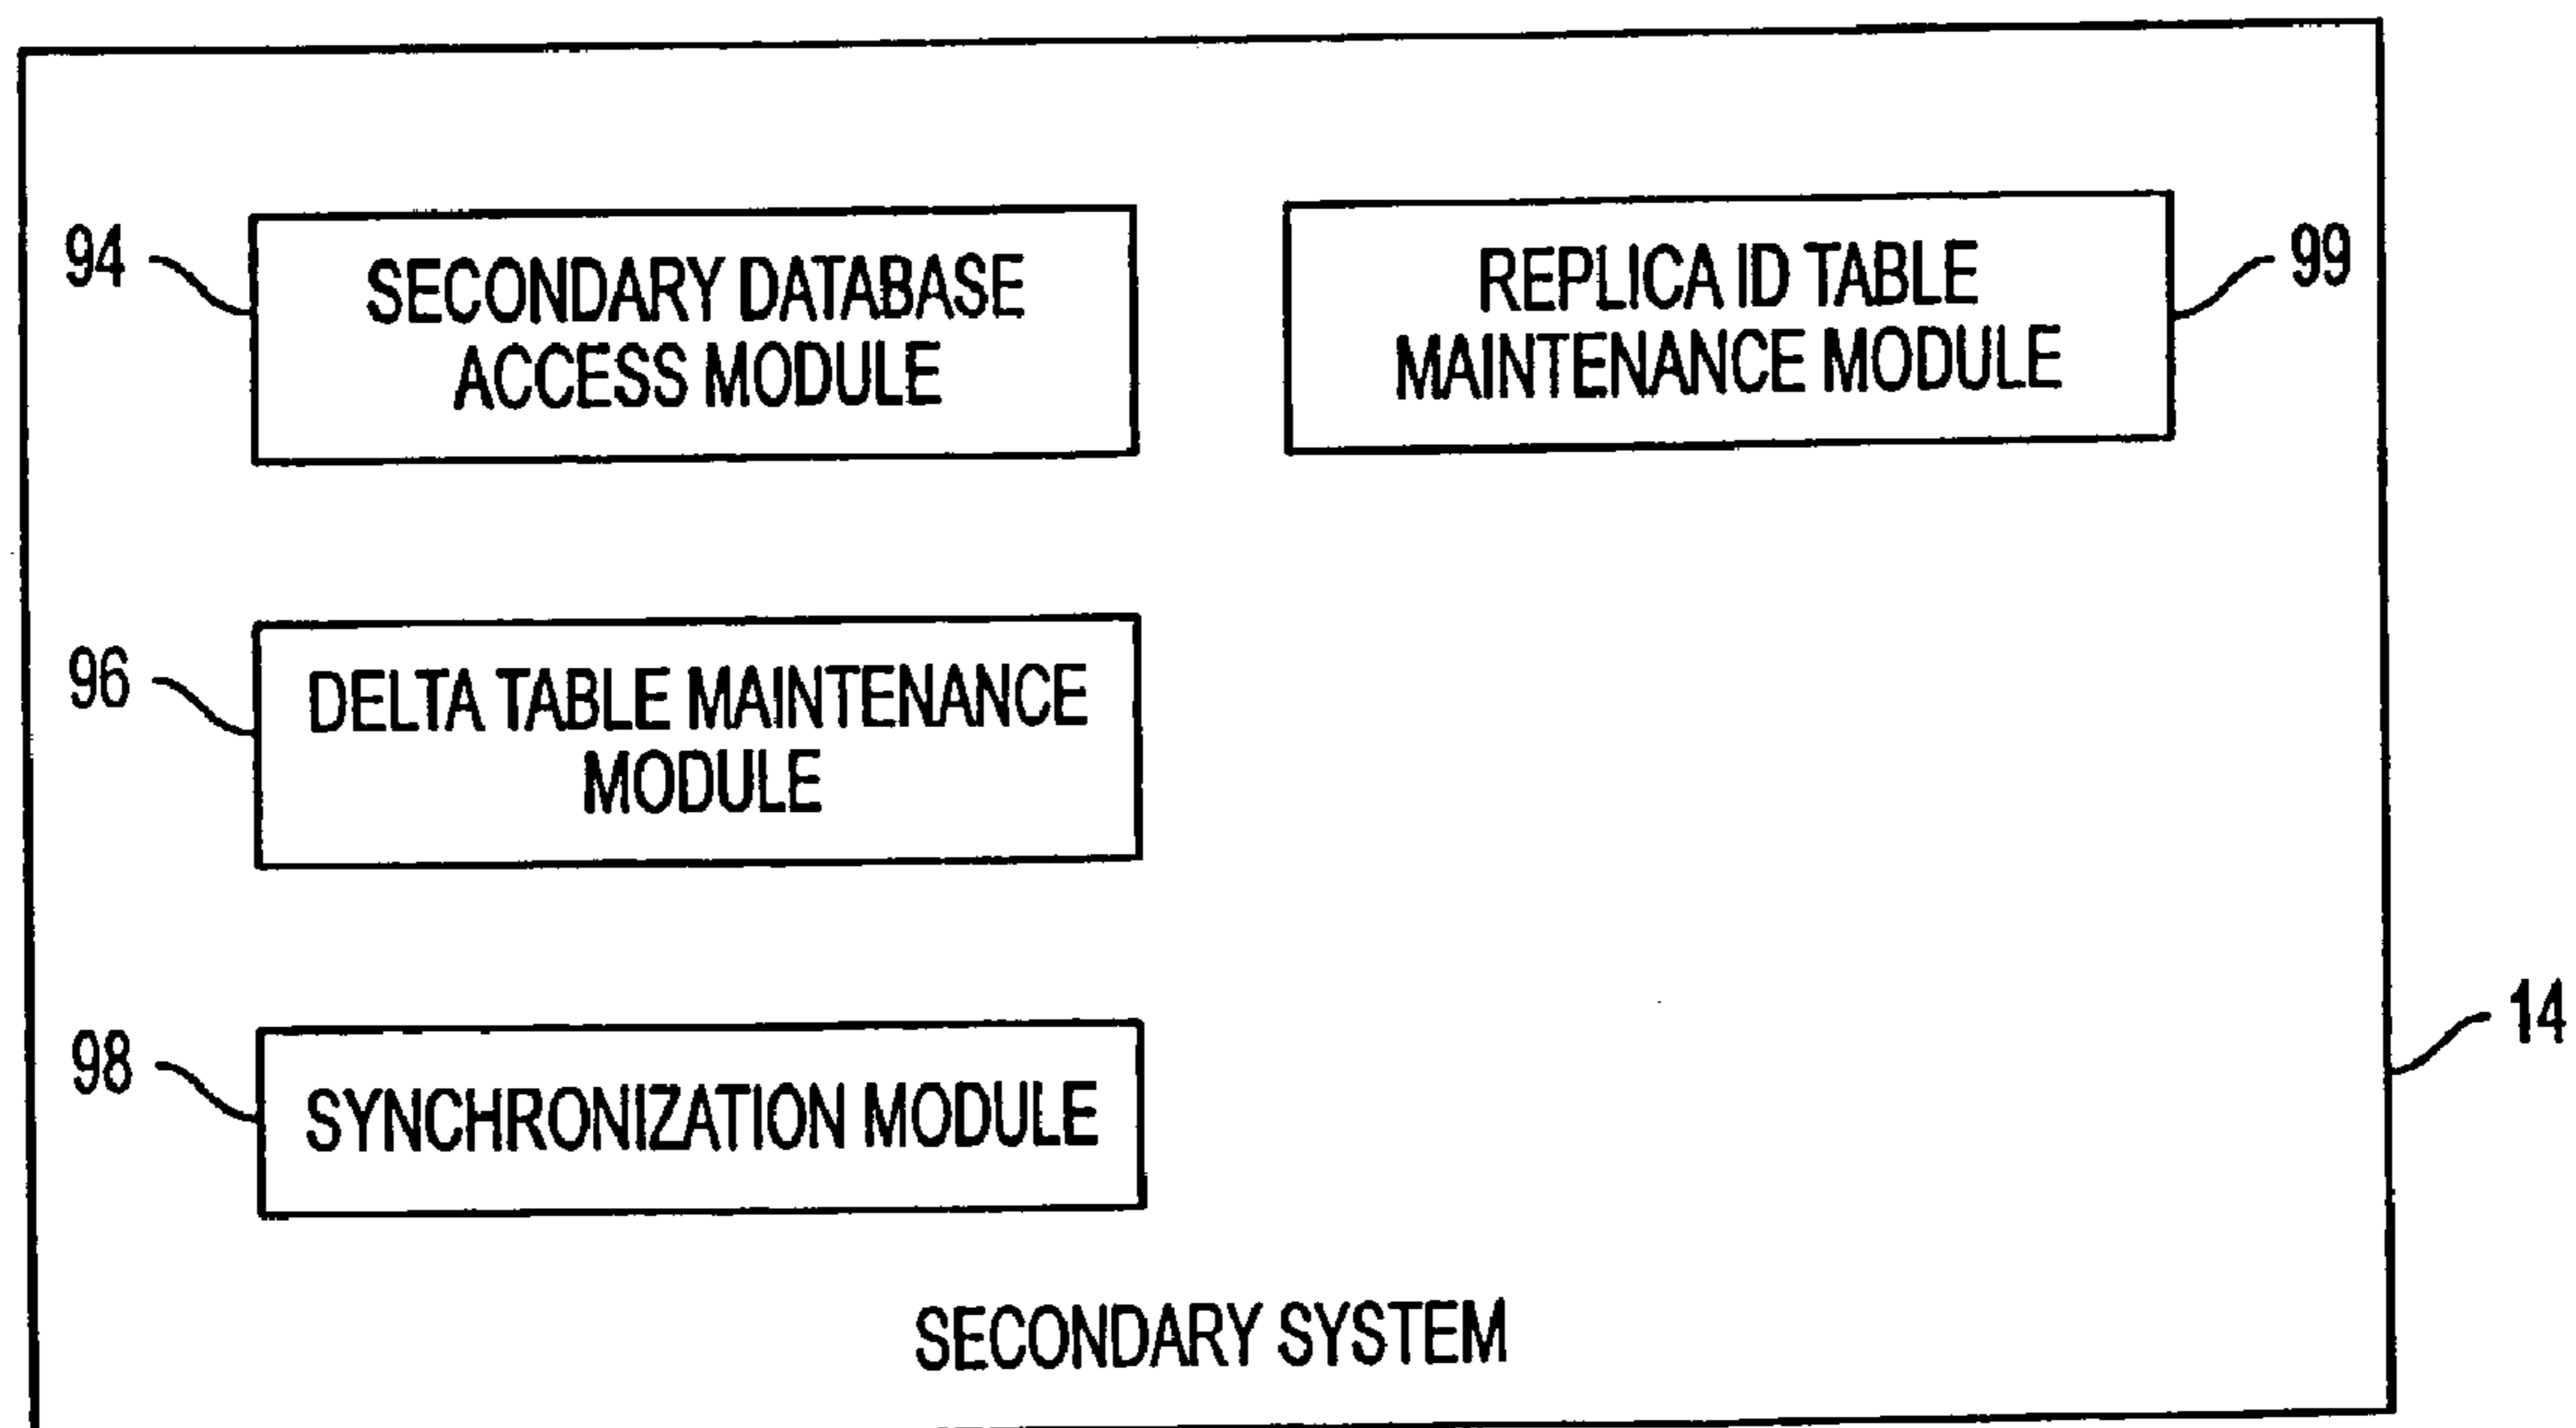 94
SECONDARY DATABASE
ACCESS MODULE
REPLICA ID TABLE
MAINTENANCE MODULE
99
96
DELTA TABLE MAINTENANCE
MODULE
98
SYNCHRONIZATION MODULE
14
SECONDARY SYSTEM